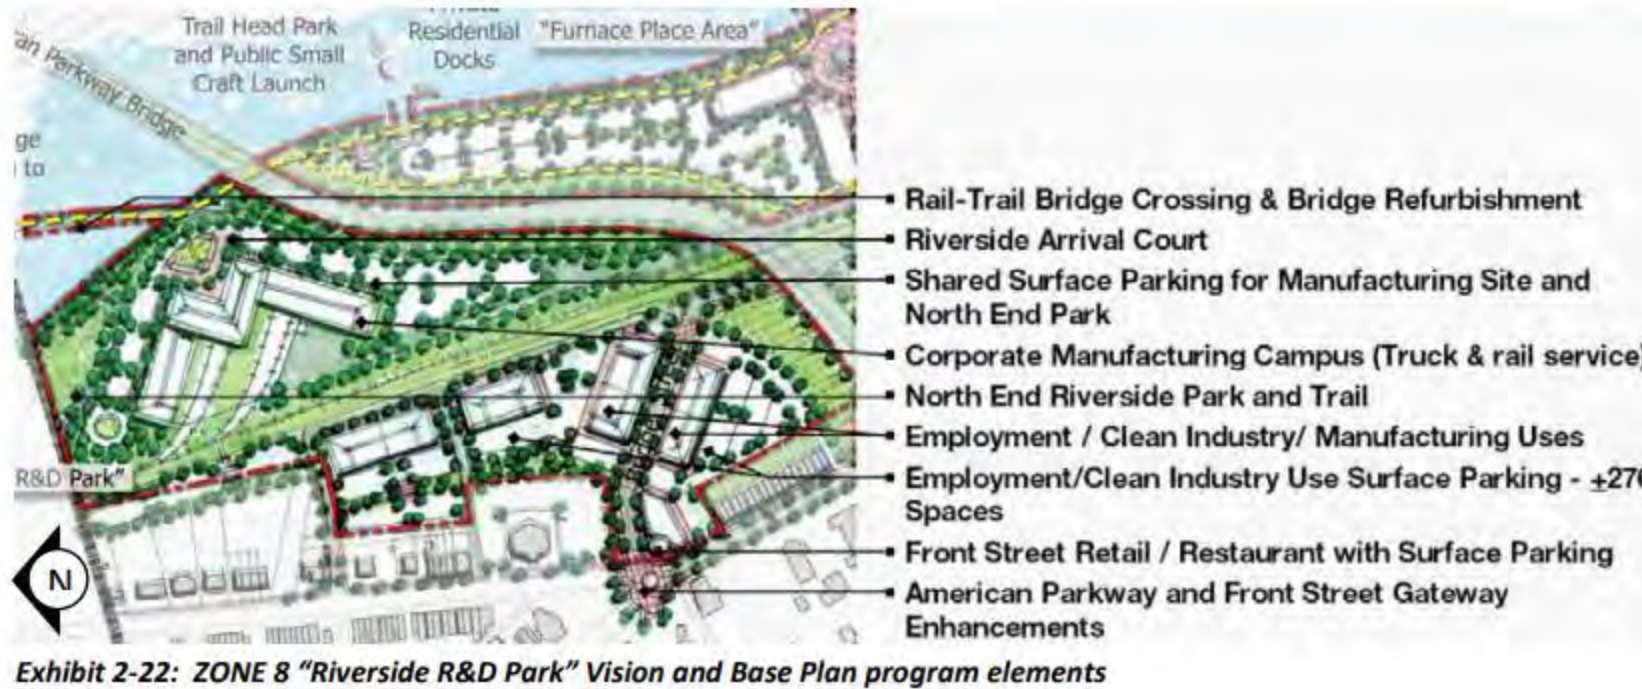 Trail Head Park
and Public Small
Craft Launch
Residential
Docks
"Furnace Place Area"
Parkway Bridge
ge
to
R&D Park"
N
Rail-Trail Bridge Crossing & Bridge Refurbishment
Riverside Arrival Court
Shared Surface Parking for Manufacturing Site and
North End Park
Corporate Manufacturing Campus (Truck & rail service)
North End Riverside Park and Trail
Employment / Clean Industry/ Manufacturing Uses
Employment/Clean Industry Use Surface Parking - ±276
Spaces
Front Street Retail / Restaurant with Surface Parking
American Parkway and Front Street Gateway
Enhancements
Exhibit 2-22: ZONE 8 "Riverside R&D Park" Vision and Base Plan program elements